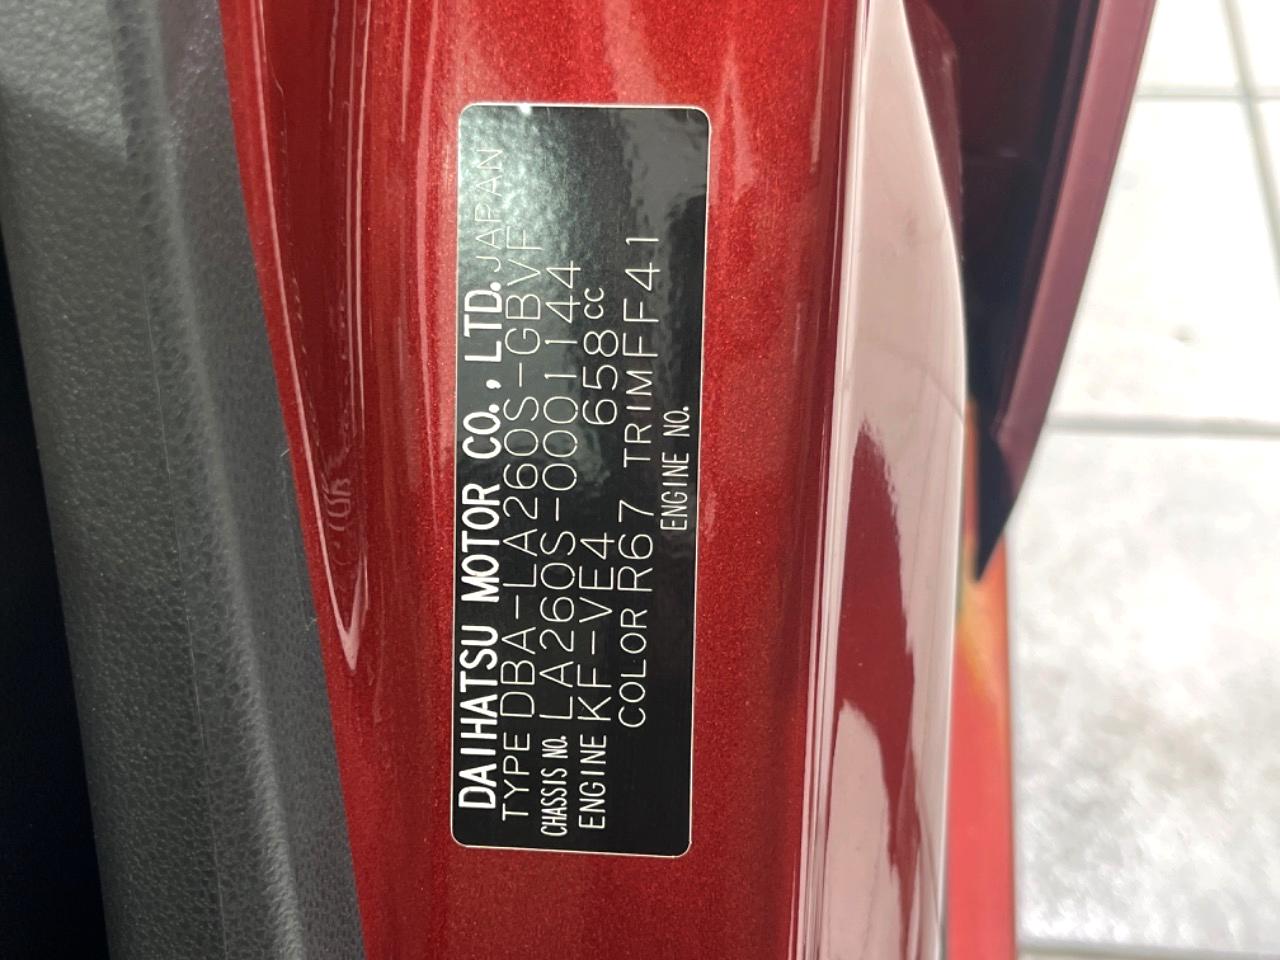 DAIHATSU MOTOR CO., LTD. JAPAN
TYPE DBA-LA260S-GBVF
CHASSIS NO. LA260S-0001144
ENGINE KF-VE4 658cc
COLOR R67 TRIM FF41
ENGINE NO.